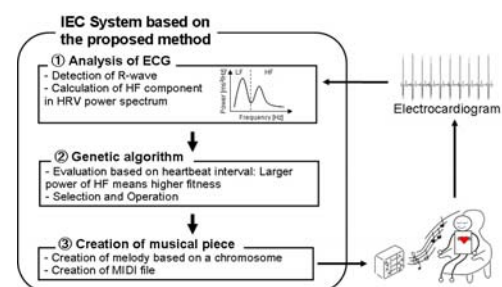 IEC System based on
the proposed method
① Analysis of ECG
- Detection of R-wave
- Calculation of HF component
in HRV power spectrum
Power [ms²/Hz]
LF
HF
Frequency [Hz]
Electrocardiogram
② Genetic algorithm
- Evaluation based on heartbeat interval: Larger
power of HF means higher fitness
- Selection and Operation
③ Creation of musical piece
- Creation of melody based on a chromosome
- Creation of MIDI file